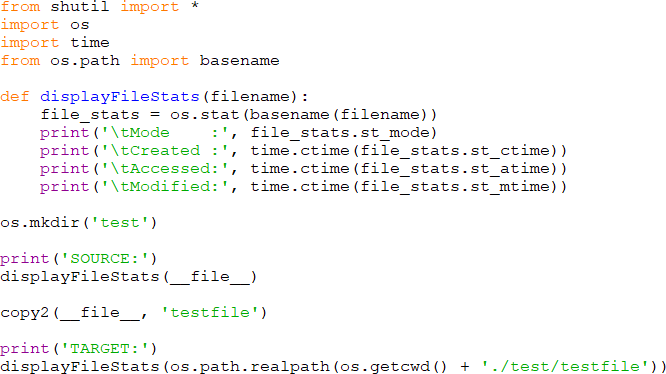 from shutil import *
import os
import time
from os.path import basename

def displayFileStats(filename):
    file_stats = os.stat(basename(filename))
    print('\tMode    :', file_stats.st_mode)
    print('\tCreated :', time.ctime(file_stats.st_ctime))
    print('\tAccessed:', time.ctime(file_stats.st_atime))
    print('\tModified:', time.ctime(file_stats.st_mtime))

os.mkdir('test')

print('SOURCE:')
displayFileStats(__file__)

copy2(__file__, 'testfile')

print('TARGET:')
displayFileStats(os.path.realpath(os.getcwd() + './test/testfile'))